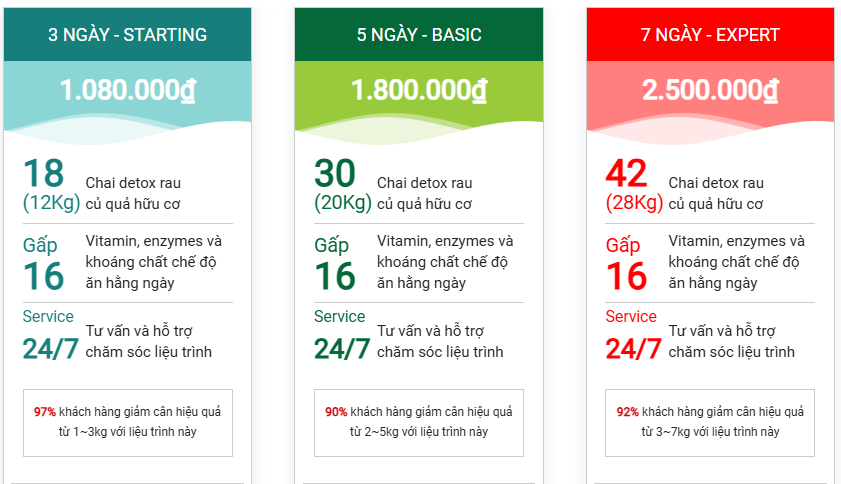 3 NGÀY - STARTING
1.080.000₫
18
(12Kg)
Chai detox rau
củ quả hữu cơ
Gấp
16
Vitamin, enzymes và
khoáng chất chế độ
ăn hằng ngày
Service
24/7
Tư vấn và hỗ trợ
chăm sóc liệu trình
97% khách hàng giảm cân hiệu quả
từ 1~3kg với liệu trình này
5 NGÀY - BASIC
1.800.000₫
30
(20Kg)
Chai detox rau
củ quả hữu cơ
Gấp
16
Vitamin, enzymes và
khoáng chất chế độ
ăn hằng ngày
Service
24/7
Tư vấn và hỗ trợ
chăm sóc liệu trình
90% khách hàng giảm cân hiệu quả
từ 2~5kg với liệu trình này
7 NGÀY - EXPERT
2.500.000₫
42
(28Kg)
Chai detox rau
củ quả hữu cơ
Gấp
16
Vitamin, enzymes và
khoáng chất chế độ
ăn hằng ngày
Service
24/7
Tư vấn và hỗ trợ
chăm sóc liệu trình
92% khách hàng giảm cân hiệu quả
từ 3~7kg với liệu trình này